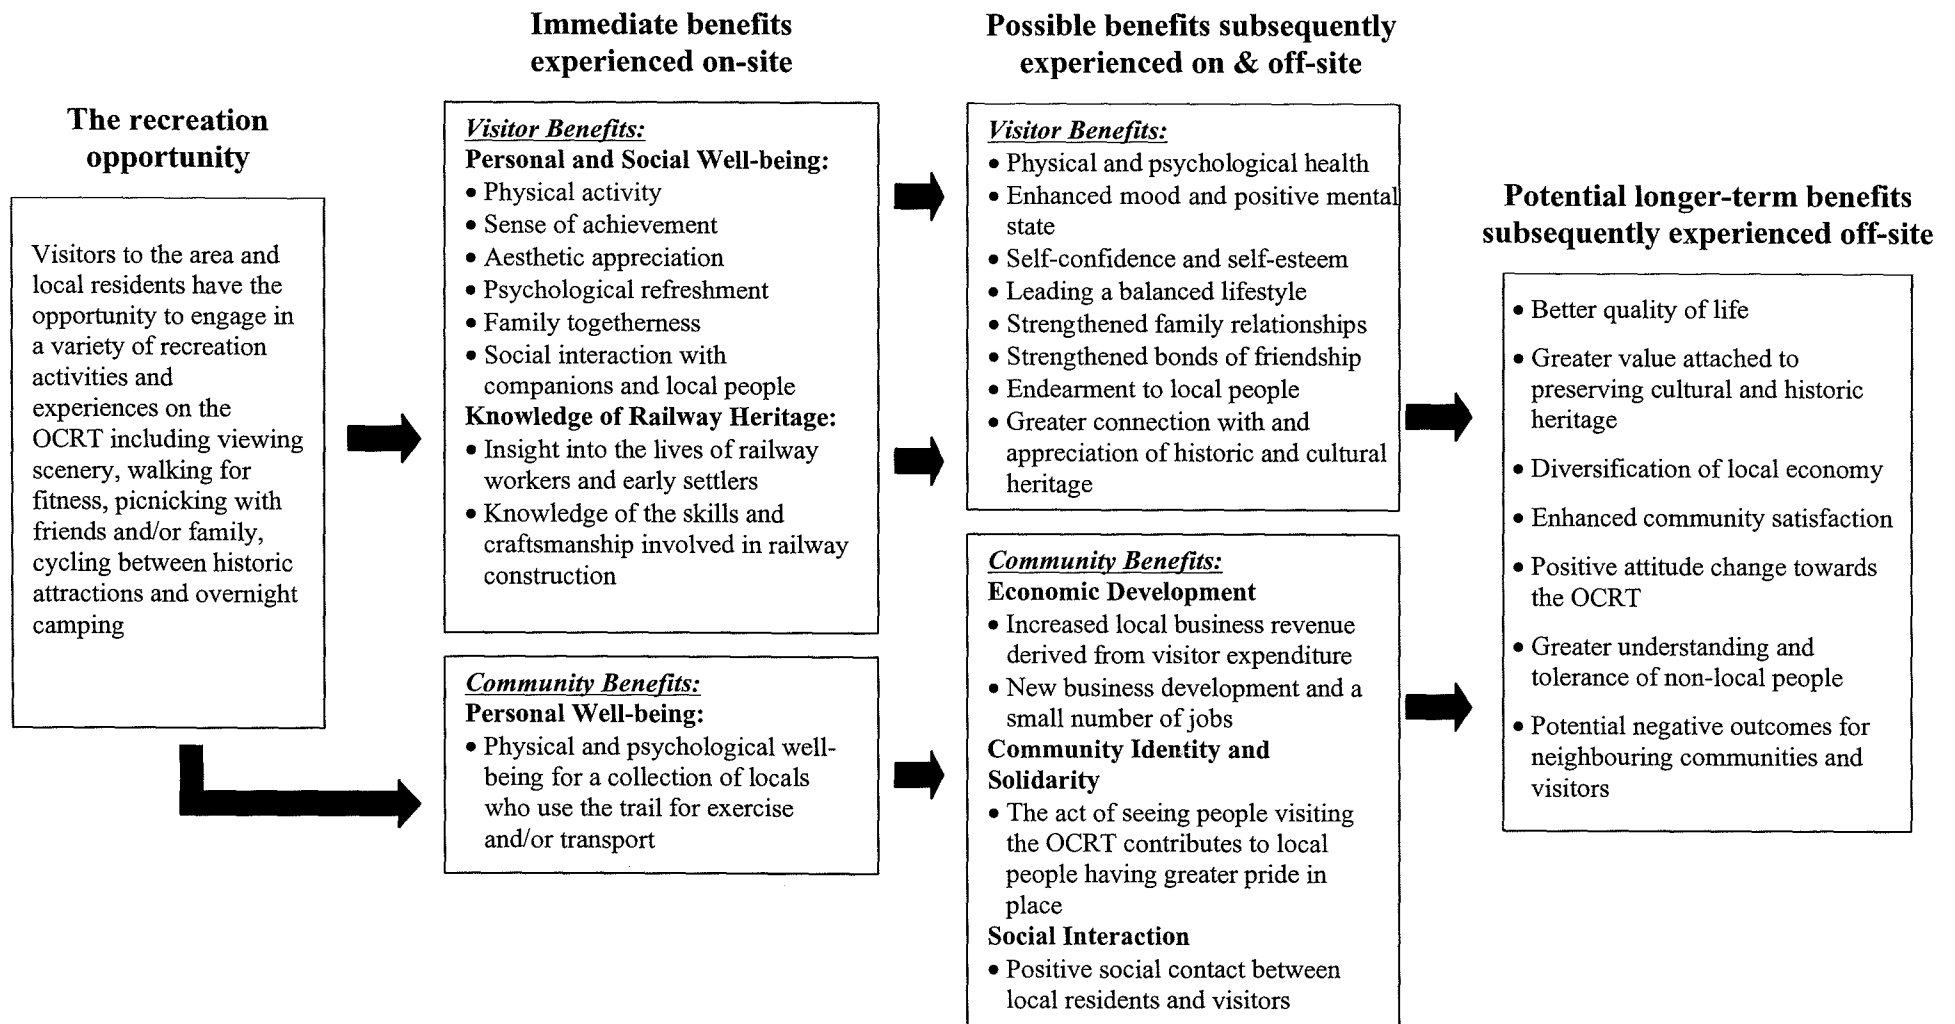 The recreation
opportunity
Visitors to the area and
local residents have the
opportunity to engage in
a variety of recreation
activities and
experiences on the
OCRT including viewing
scenery, walking for
fitness, picnicking with
friends and/or family,
cycling between historic
attractions and overnight
camping
Immediate benefits
experienced on-site
Visitor Benefits:
Personal and Social Well-being:
• Physical activity
• Sense of achievement
• Aesthetic appreciation
• Psychological refreshment
• Family togetherness
• Social interaction with
companions and local people
Knowledge of Railway Heritage:
• Insight into the lives of railway
workers and early settlers
• Knowledge of the skills and
craftsmanship involved in railway
construction
Community Benefits:
Personal Well-being:
• Physical and psychological well-
being for a collection of locals
who use the trail for exercise
and/or transport
Possible benefits subsequently
experienced on & off-site
Visitor Benefits:
• Physical and psychological health
• Enhanced mood and positive mental
state
• Self-confidence and self-esteem
• Leading a balanced lifestyle
• Strengthened family relationships
• Strengthened bonds of friendship
• Endearment to local people
• Greater connection with and
appreciation of historic and cultural
heritage
Community Benefits:
Economic Development
• Increased local business revenue
derived from visitor expenditure
• New business development and a
small number of jobs
Community Identity and
Solidarity
• The act of seeing people visiting
the OCRT contributes to local
people having greater pride in
place
Social Interaction
• Positive social contact between
local residents and visitors
Potential longer-term benefits
subsequently experienced off-site
• Better quality of life
• Greater value attached to
preserving cultural and historic
heritage
• Diversification of local economy
• Enhanced community satisfaction
• Positive attitude change towards
the OCRT
• Greater understanding and
tolerance of non-local people
• Potential negative outcomes for
neighbouring communities and
visitors